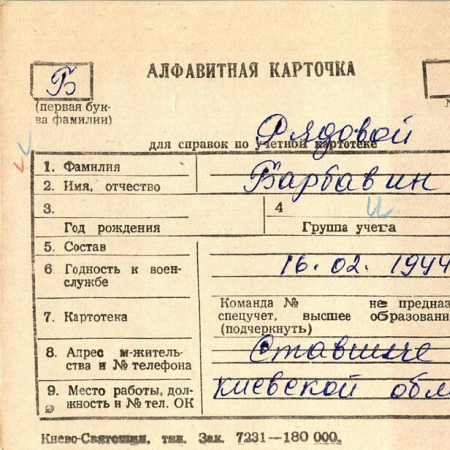 Б
АЛФАВИТНАЯ КАРТОЧКА
(первая бук-
ва фамилии)
Рядовой
для справок по учетной картотеке
1. Фамилия
Барбавин
2. Имя, отчество
3.
4
Год рождения
Группа учета
5. Состав
6 Годность к воен-
службе
16.02.1944
7. Картотека
Команда № не предназ
спецучет, высшее образовани
(подчеркнуть)
8. Адрес м-житель-
ства и № телефона
Ставище
9. Место работы, дол-
жность и № тел. ОК
киевской обл
Киево-Святошин. тип. Зак. 7231—180 000.